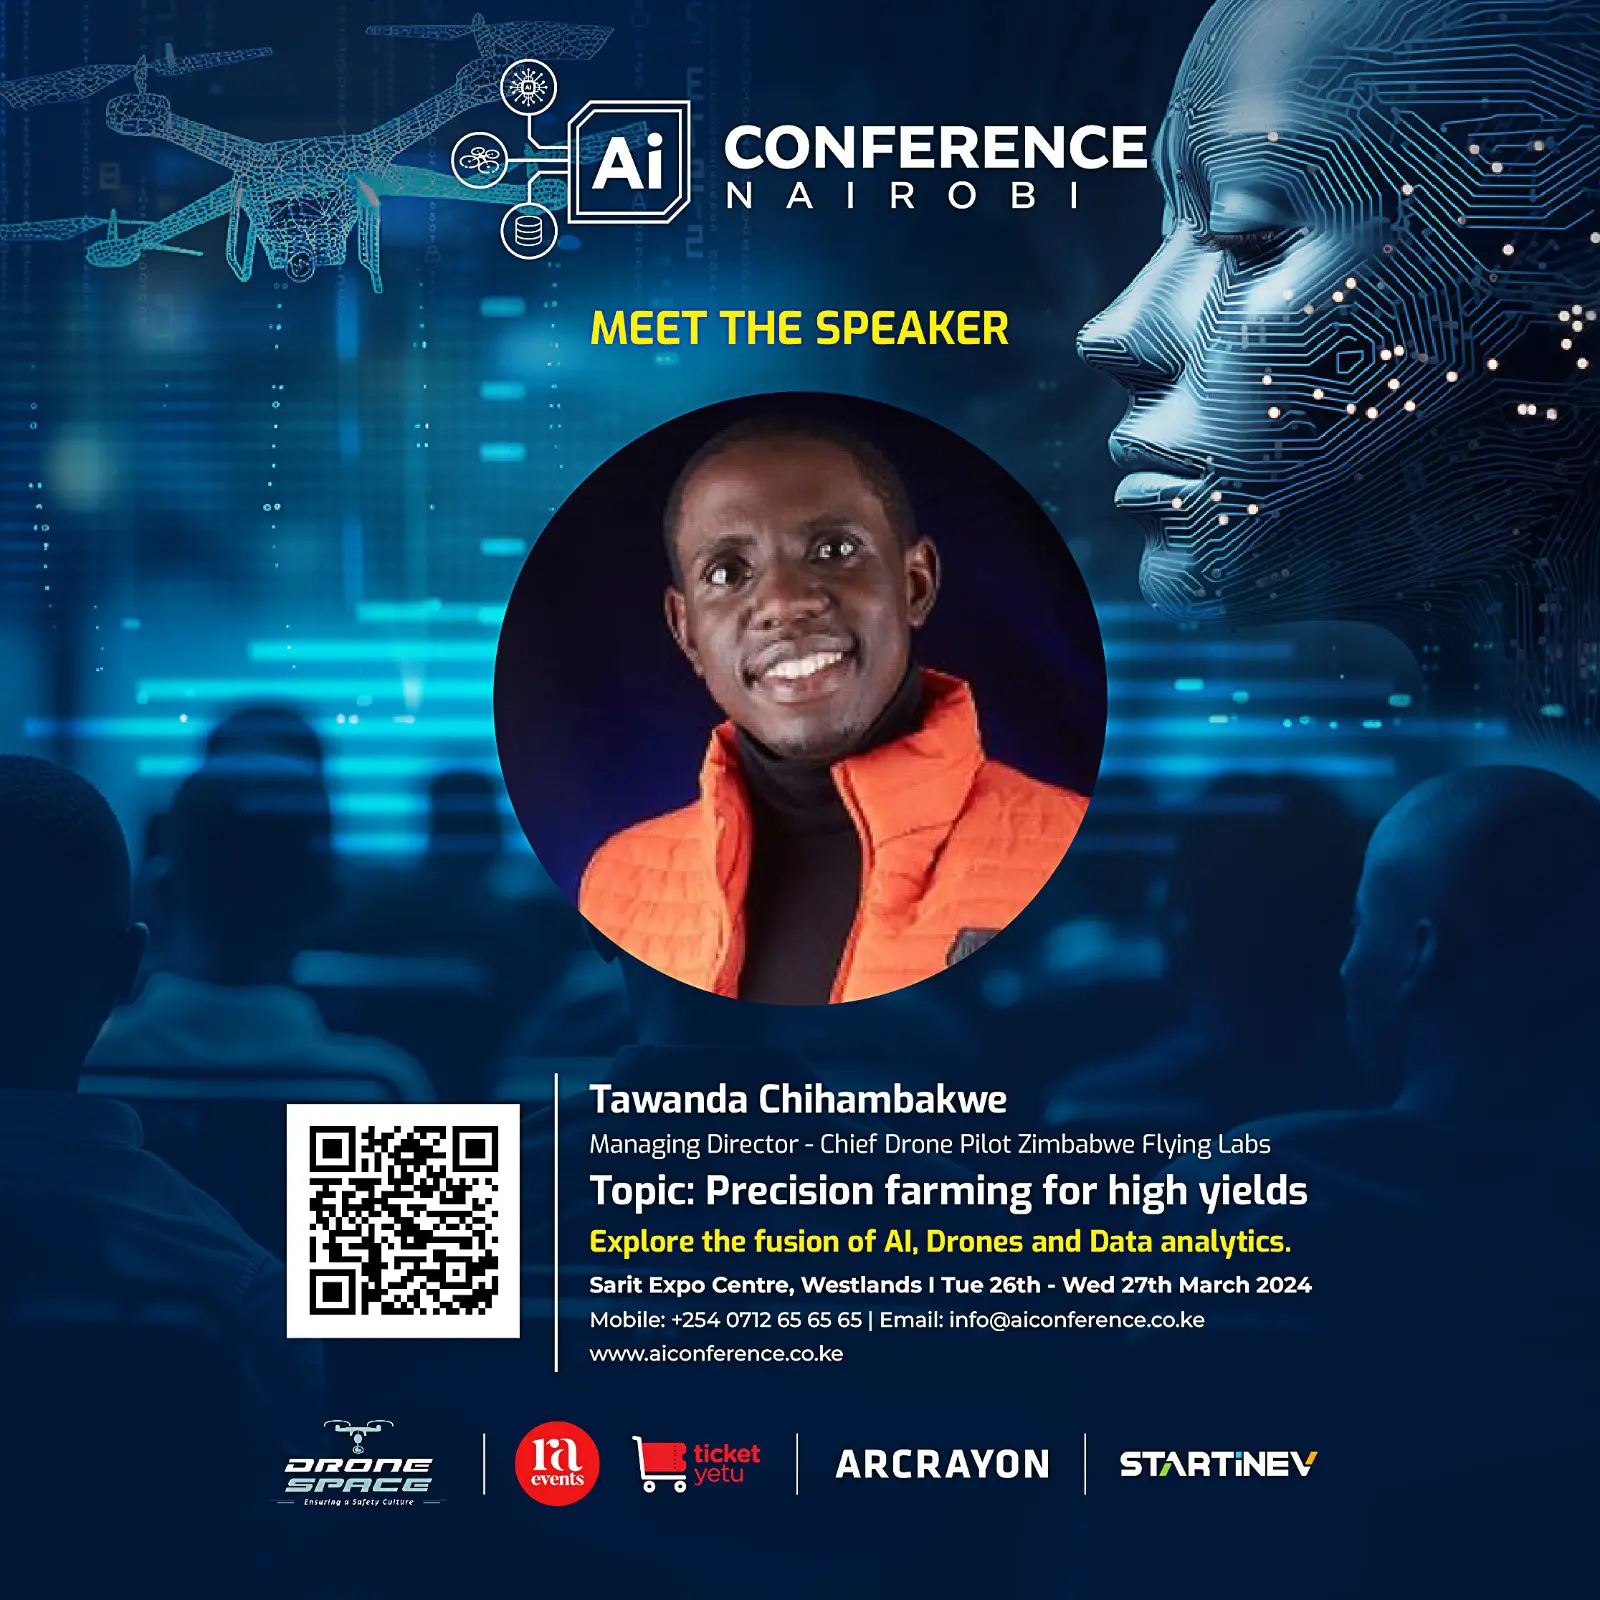 Ai
Ai CONFERENCE
NAIROBI
MEET THE SPEAKER
Tawanda Chihambakwe
Managing Director - Chief Drone Pilot Zimbabwe Flying Labs
Topic: Precision farming for high yields
Explore the fusion of AI, Drones and Data analytics.
Sarit Expo Centre, Westlands I Tue 26th - Wed 27th March 2024
Mobile: +254 0712 65 65 65 | Email: info@aiconference.co.ke
www.aiconference.co.ke
DRONE
SPACE
Ensuring a Safety Culture
ra
events
ticket
yetu
ARCRAYON
STARTiNEV